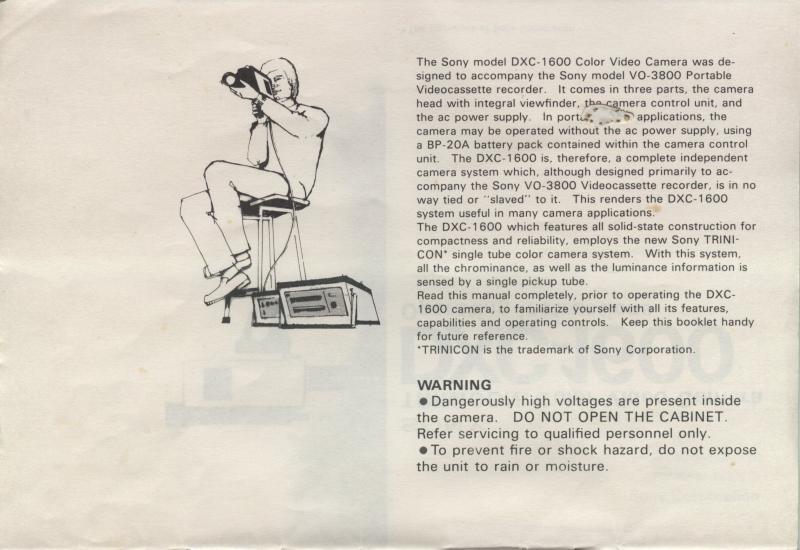 The Sony model DXC-1600 Color Video Camera was de-
signed to accompany the Sony model VO-3800 Portable
Videocassette recorder. It comes in three parts, the camera
head with integral viewfinder, the camera control unit, and
the ac power supply. In port applications, the
camera may be operated without the ac power supply, using
a BP-20A battery pack contained within the camera control
unit. The DXC-1600 is, therefore, a complete independent
camera system which, although designed primarily to ac-
company the Sony VO-3800 Videocassette recorder, is in no
way tied or "slaved" to it. This renders the DXC-1600
system useful in many camera applications.
The DXC-1600 which features all solid-state construction for
compactness and reliability, employs the new Sony TRINI-
CON* single tube color camera system. With this system,
all the chrominance, as well as the luminance information is
sensed by a single pickup tube.
Read this manual completely, prior to operating the DXC-
1600 camera, to familiarize yourself with all its features,
capabilities and operating controls. Keep this booklet handy
for future reference.
*TRINICON is the trademark of Sony Corporation.
WARNING
● Dangerously high voltages are present inside
the camera. DO NOT OPEN THE CABINET.
Refer servicing to qualified personnel only.
● To prevent fire or shock hazard, do not expose
the unit to rain or moisture.